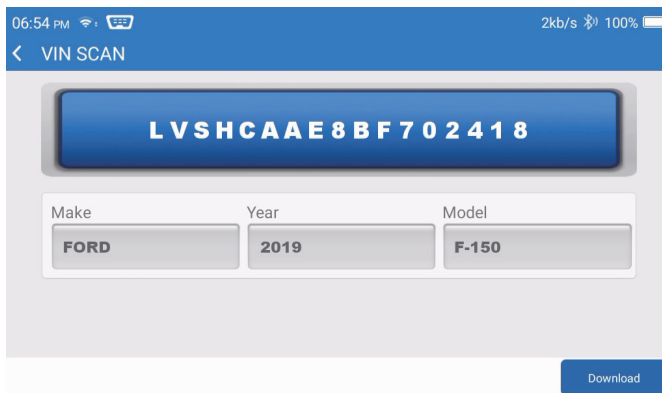 06:54 PM 2kb/s 100%
VIN SCAN
LVSHCAAE8BF702418
Make Year Model
FORD 2019 F-150
Download